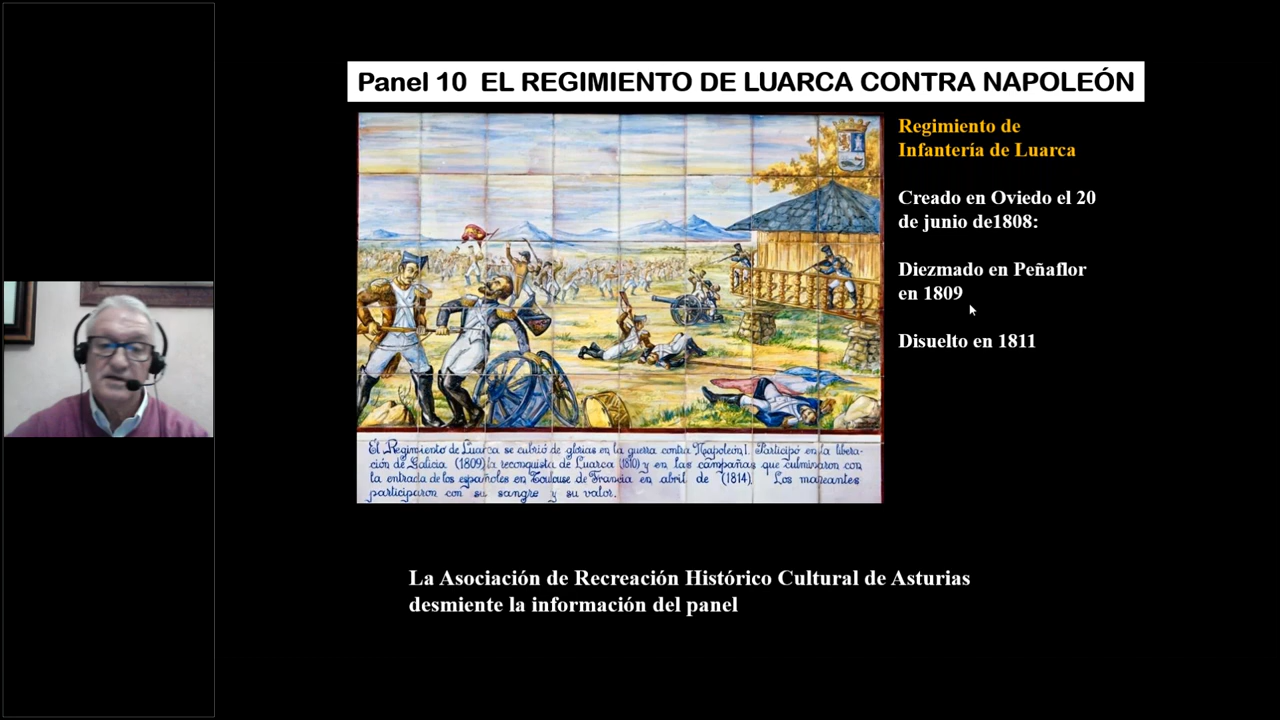 Panel 10 EL REGIMIENTO DE LUARCA CONTRA NAPOLEÓN
Regimiento de
Infantería de Luarca
Creado en Oviedo el 20
de junio de1808:
Diezmado en Peñaflor
en 1809
Disuelto en 1811
El Regimiento de Luarca se cubrió de glorias en la guerra contra Napoleón I. Participó en la libera-
ción de Galicia (1809) la reconquista de Luarca (1810) y en las campañas que culminaron con
la entrada de los españoles en Toulouse de Francia en abril de (1814). Los mareantes
participaron con su sangre y su valor.
La Asociación de Recreación Histórico Cultural de Asturias
desmiente la información del panel